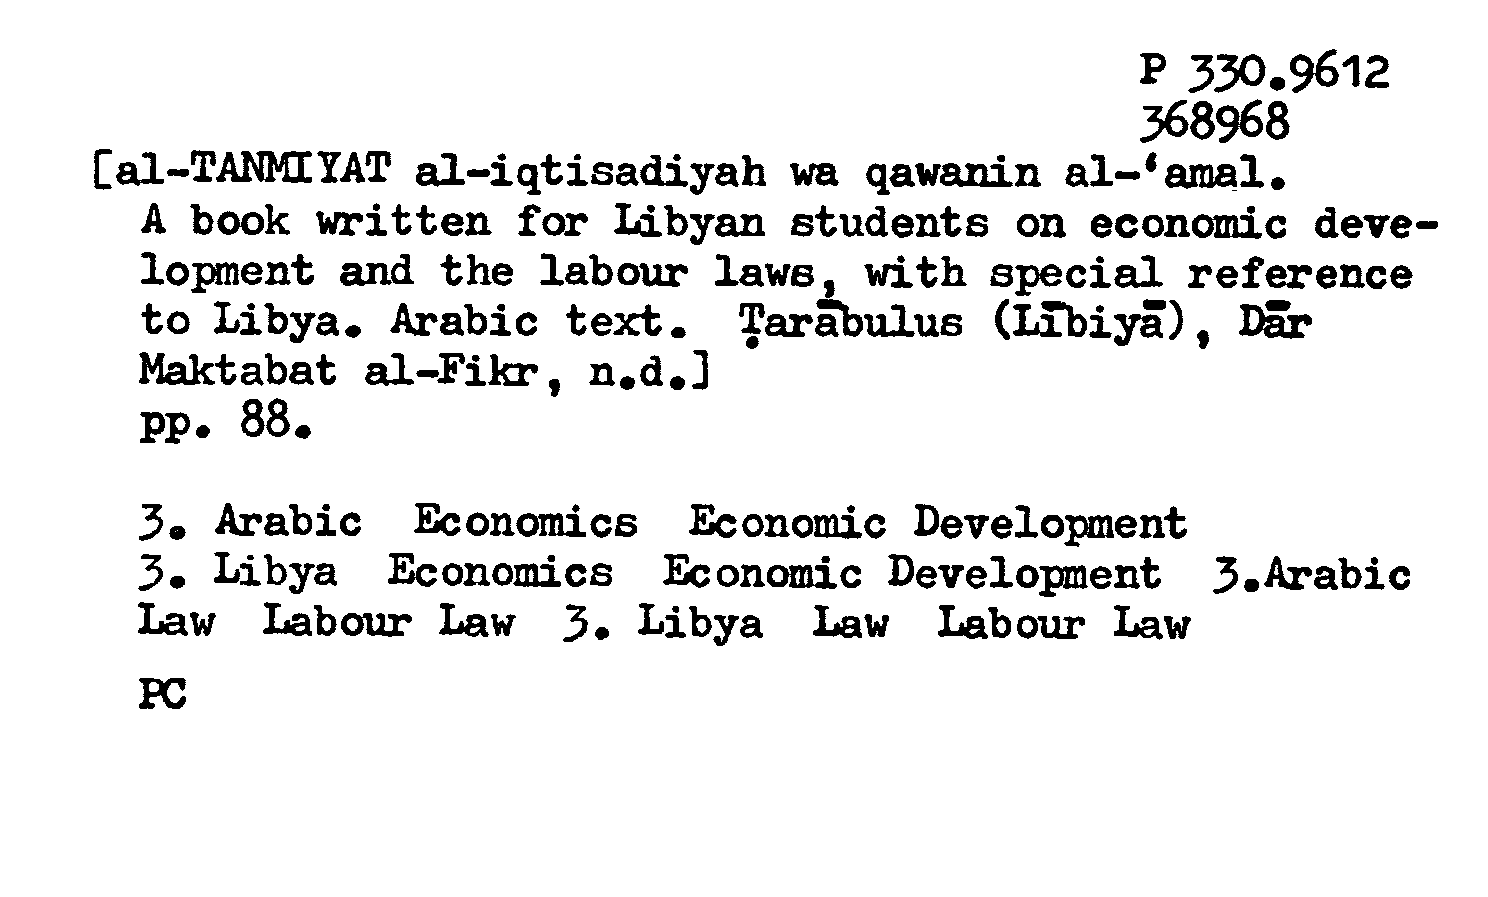 P 330.9612
368968
[al-TANMIYAT al-iqtisadiyah wa qawanin al-‘amal.
A book written for Libyan students on economic deve-
lopment and the labour laws, with special reference
to Libya. Arabic text. Ṭarābulus (Lībiyā), Dār
Maktabat al-Fikr, n.d.]
pp. 88.
3. Arabic Economics Economic Development
3. Libya Economics Economic Development 3.Arabic
Law Labour Law 3. Libya Law Labour Law
PC